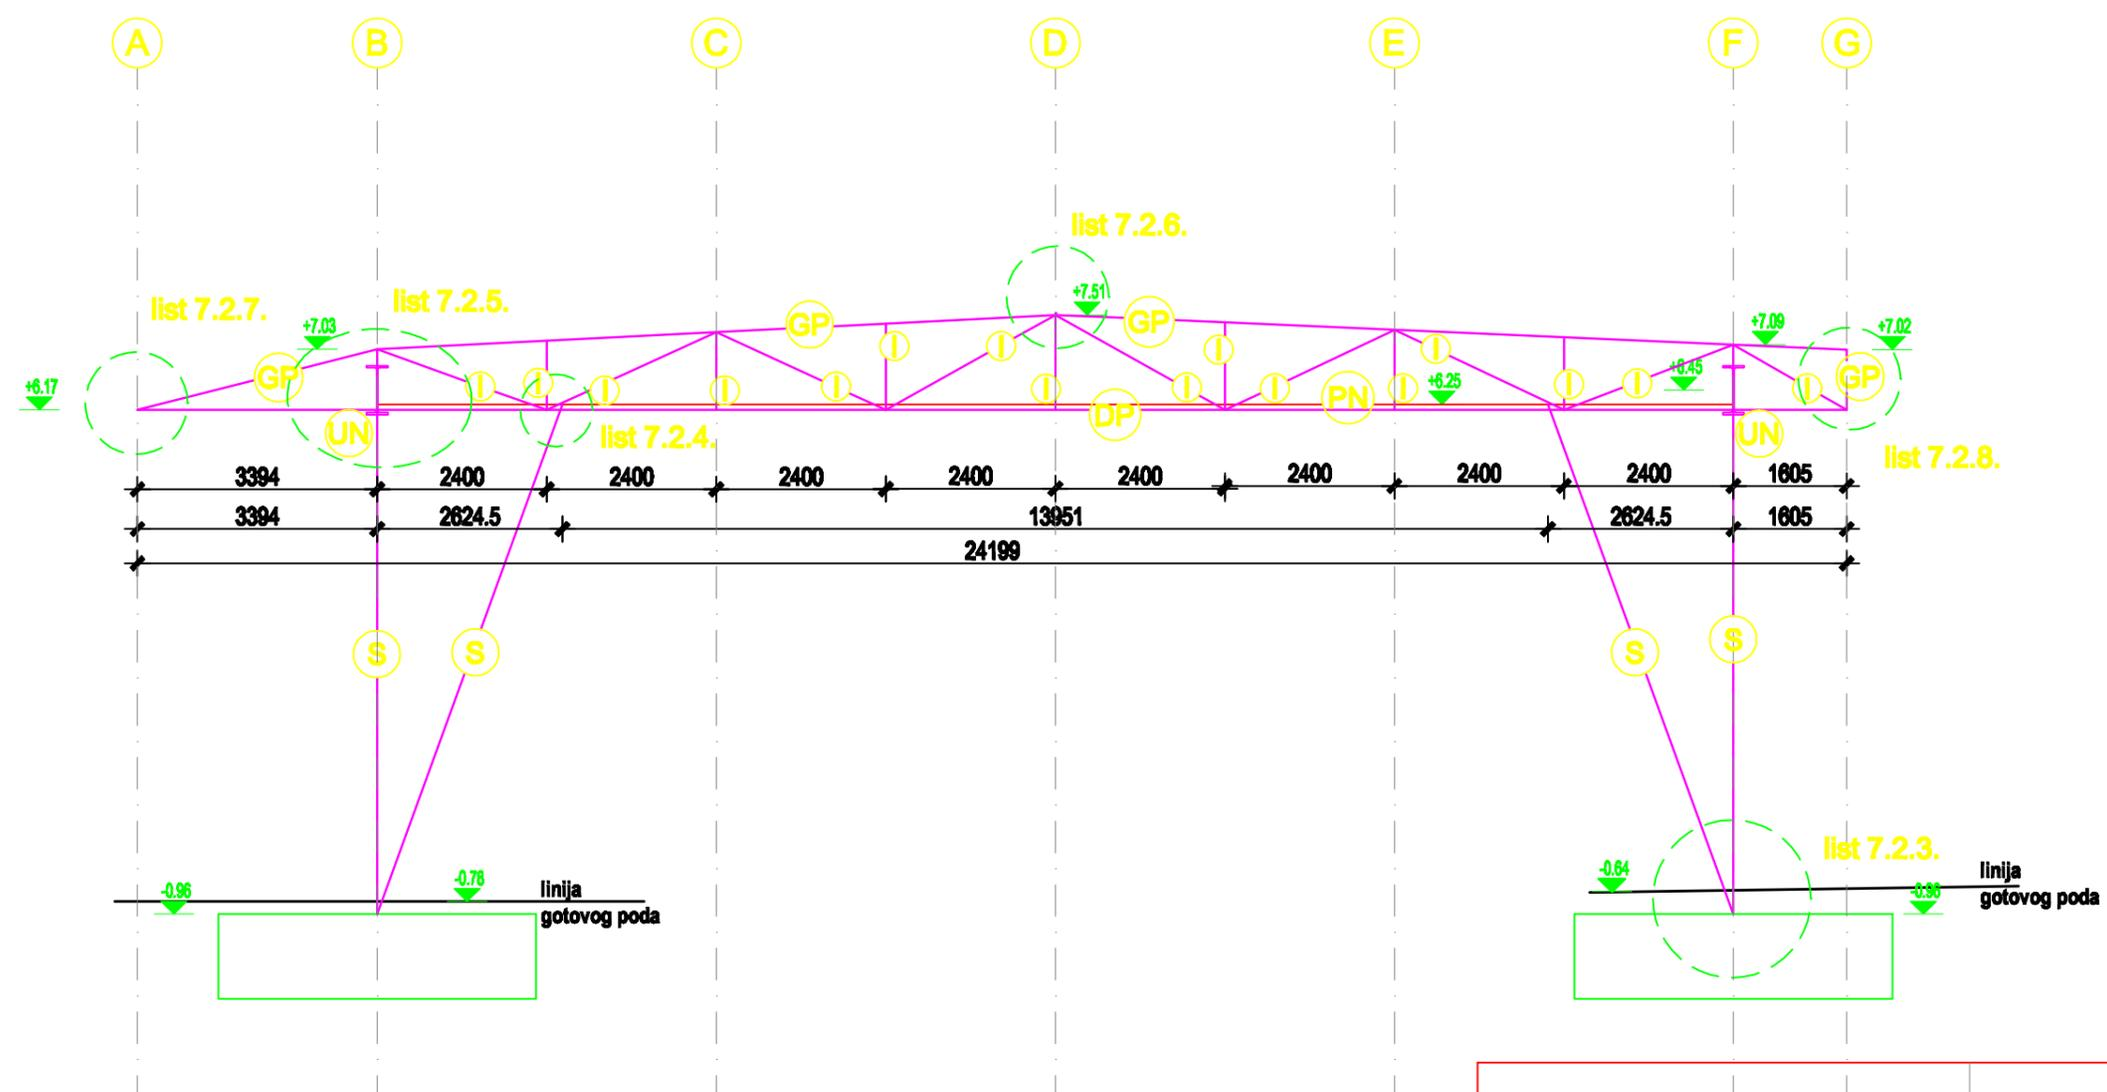 A B C D E F G
list 7.2.6.
+7.51
list 7.2.7.
list 7.2.5.
+7.03
GP
GP
+7.09
+7.02
I
I
I
I
GP
+6.17
I
I
I
I
I
I
I
I
PN
I
+6.25
I
I
+6.45
I
GP
DP
UN
list 7.2.4.
UN
list 7.2.8.
3394 2400 2400 2400 2400 2400 2400 2400 2400 1605
3394 2624.5 13951 2624.5 1605
24199
S
S
S
S
list 7.2.3.
-0.96
-0.78
linija
gotovog poda
-0.64
-0.96
linija
gotovog poda